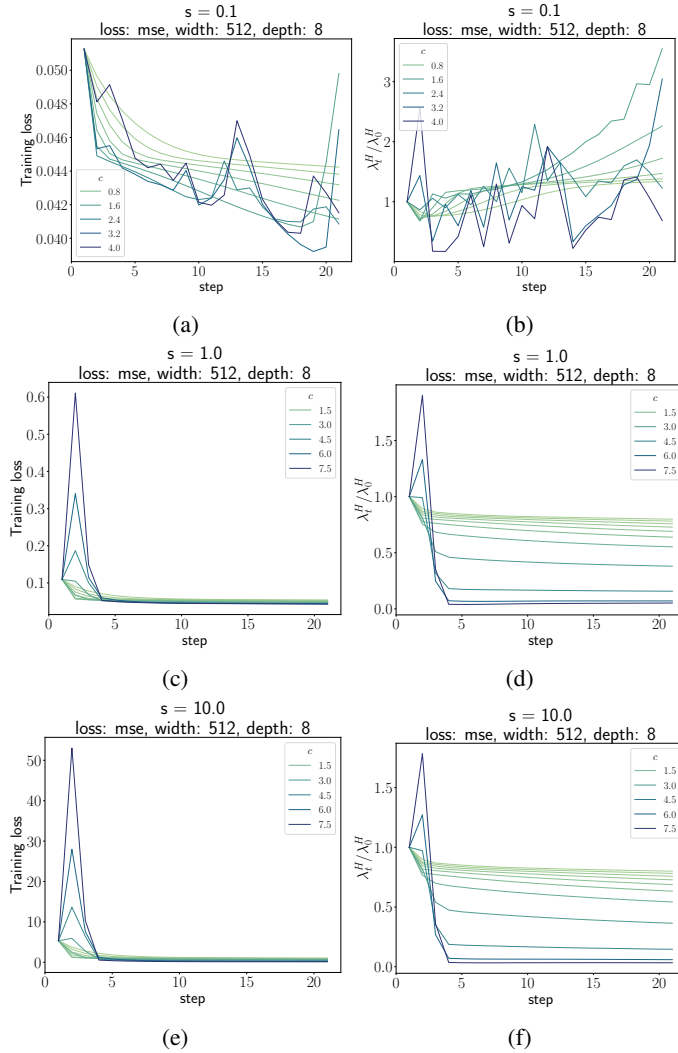 s = 0.1
loss: mse, width: 512, depth: 8
Training loss
0.050
0.048
0.046
0.044
0.042
0.040
c
0.8
1.6
2.4
3.2
4.0
0 5 10 15 20
step
(a)
s = 0.1
loss: mse, width: 512, depth: 8
λ_t^H/λ_0^H
3
2
1
c
0.8
1.6
2.4
3.2
4.0
0 5 10 15 20
step
(b)
s = 1.0
loss: mse, width: 512, depth: 8
Training loss
0.6
0.5
0.4
0.3
0.2
0.1
c
1.5
3.0
4.5
6.0
7.5
0 5 10 15 20
step
(c)
s = 1.0
loss: mse, width: 512, depth: 8
λ_t^H/λ_0^H
1.5
1.0
0.5
0.0
c
1.5
3.0
4.5
6.0
7.5
0 5 10 15 20
step
(d)
s = 10.0
loss: mse, width: 512, depth: 8
Training loss
50
40
30
20
10
0
c
1.5
3.0
4.5
6.0
7.5
0 5 10 15 20
step
(e)
s = 10.0
loss: mse, width: 512, depth: 8
λ_t^H/λ_0^H
1.5
1.0
0.5
0.0
c
1.5
3.0
4.5
6.0
7.5
0 5 10 15 20
step
(f)